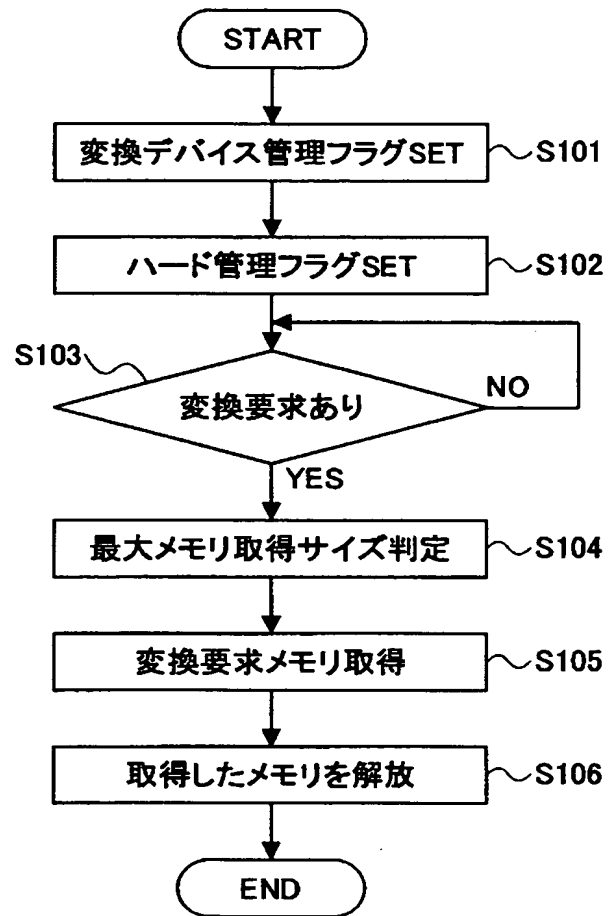 START
変換デバイス管理フラグSET
S101
ハード管理フラグSET
S102
S103
変換要求あり
NO
YES
最大メモリ取得サイズ判定
S104
変換要求メモリ取得
S105
取得したメモリを解放
S106
END